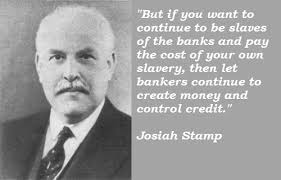 "But if you want to
continue to be slaves
of the banks and pay
the cost of your own
slavery, then let
bankers continue to
create money and
control credit."
Josiah Stamp